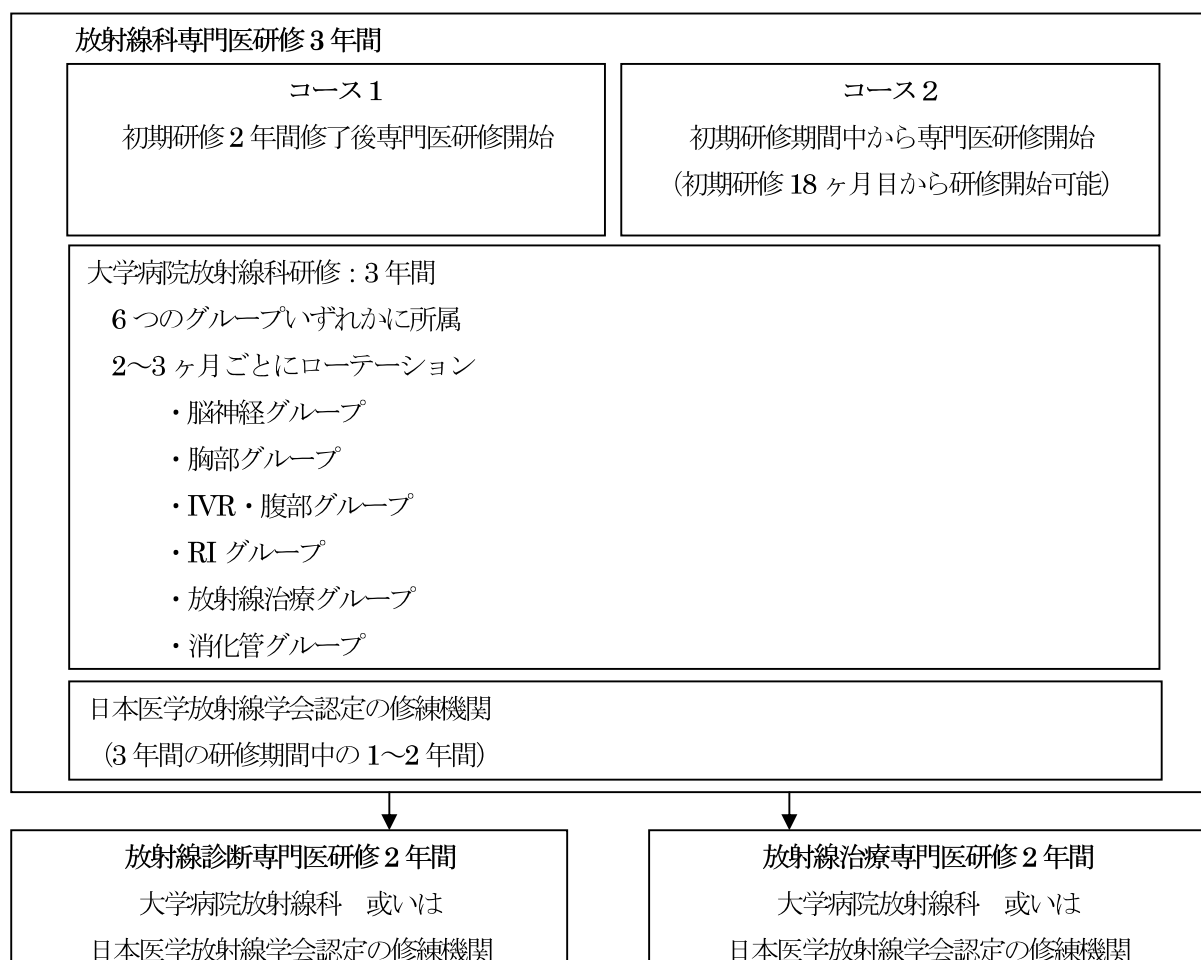 放射線科専門医研修 3 年間
コース 1
初期研修 2 年間修了後専門医研修開始
コース 2
初期研修期間中から専門医研修開始
（初期研修 18 ヶ月目から研修開始可能）
大学病院放射線科研修：3 年間
6 つのグループいずれかに所属
2～3 ヶ月ごとにローテーション
・脳神経グループ
・胸部グループ
・IVR・腹部グループ
・RI グループ
・放射線治療グループ
・消化管グループ
日本医学放射線学会認定の修練機関
（3 年間の研修期間中の 1～2 年間）
放射線診断専門医研修 2 年間
大学病院放射線科　或いは
日本医学放射線学会認定の修練機関
放射線治療専門医研修 2 年間
大学病院放射線科　或いは
日本医学放射線学会認定の修練機関